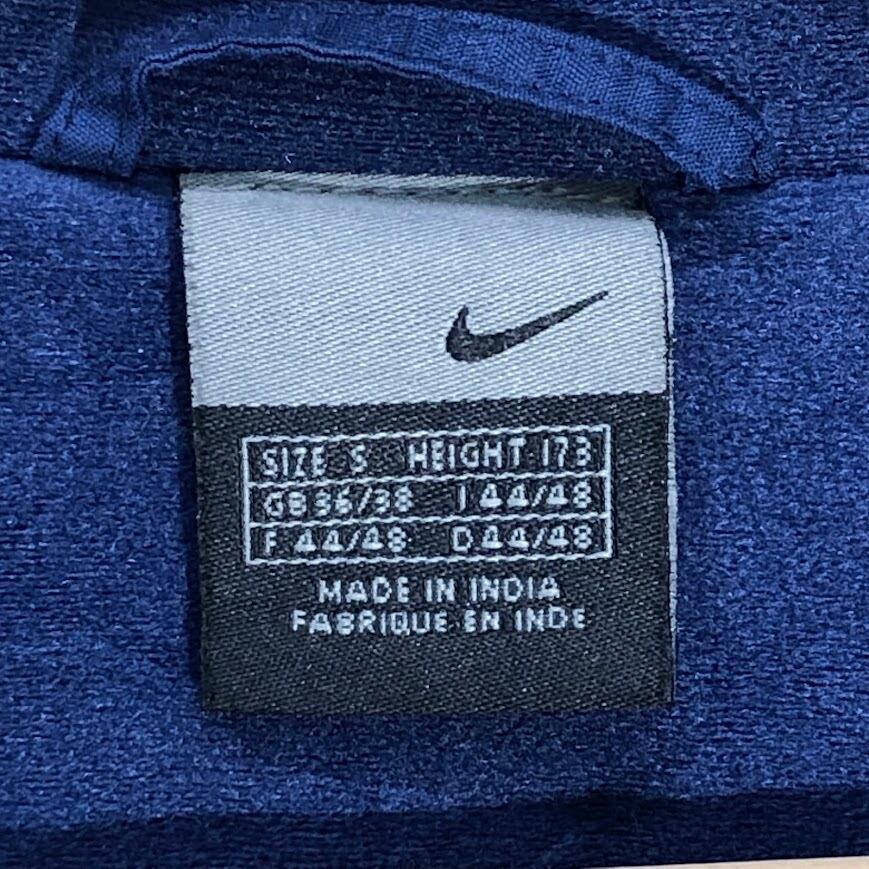 SIZE S HEIGHT 173
GB 36/38 I 44/48
F 44/48 D 44/48
MADE IN INDIA
FABRIQUE EN INDE